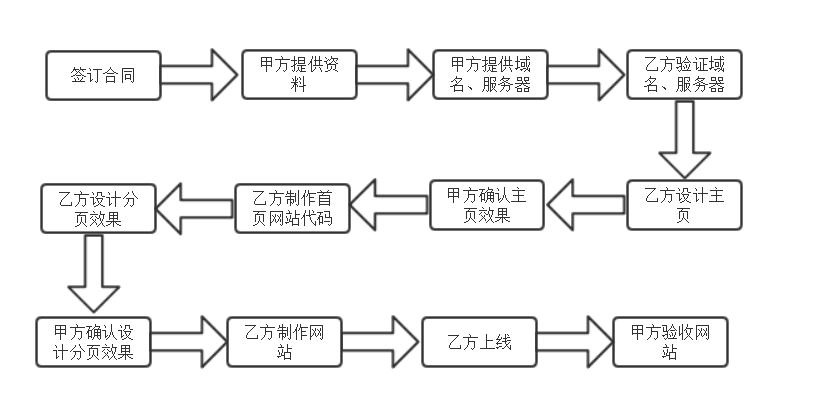 签订合同
甲方提供资
料
甲方提供域
名、服务器
乙方验证域
名、服务器
乙方设计主
页
甲方确认主
页效果
乙方制作首
页网站代码
乙方设计分
页效果
甲方确认设
计分页效果
乙方制作网
站
乙方上线
甲方验收网
站